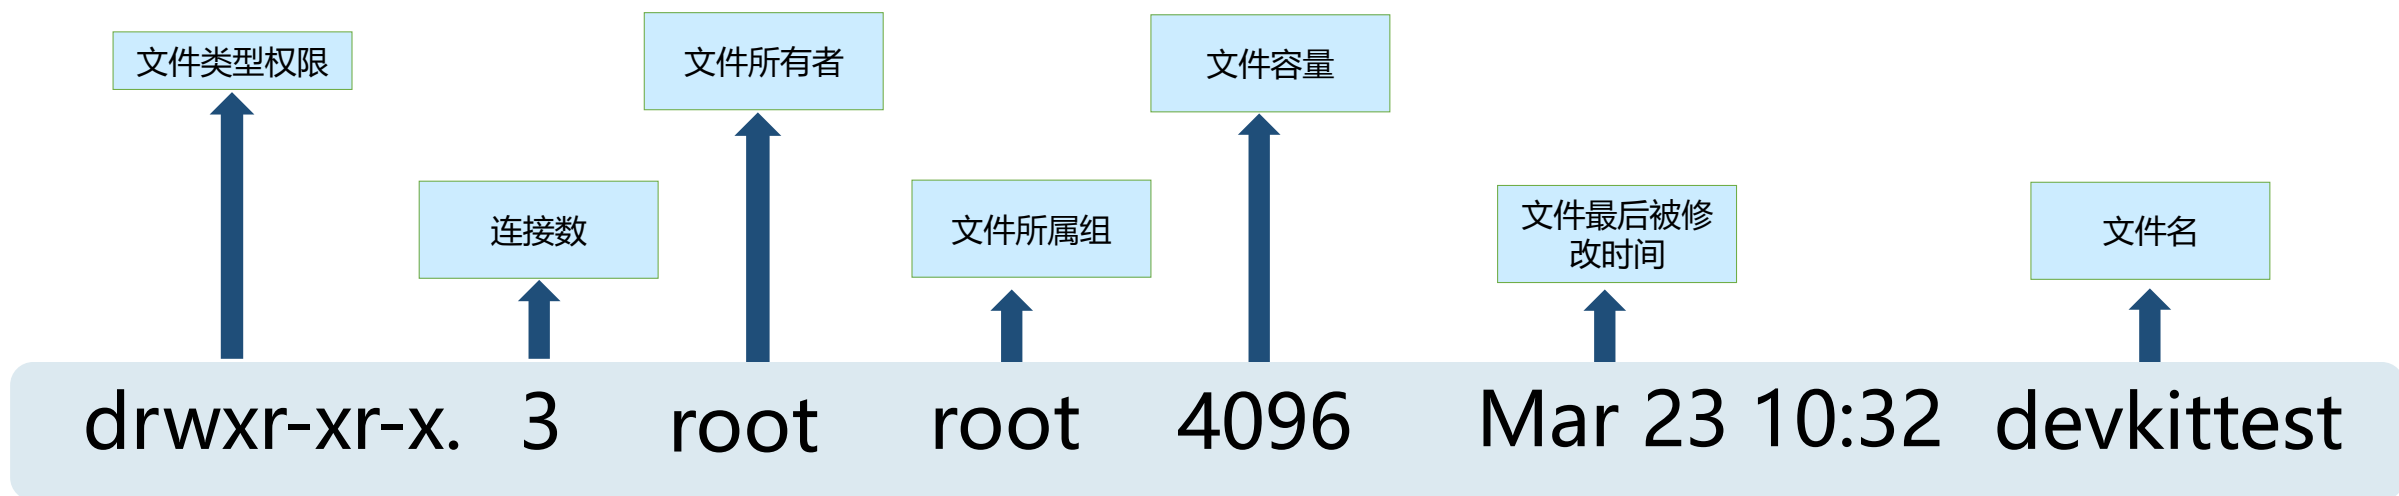 文件类型权限
文件所有者
文件容量
连接数
文件所属组
文件最后被修
改时间
文件名
drwxr-xr-x. 3 root root 4096 Mar 23 10:32 devkittest